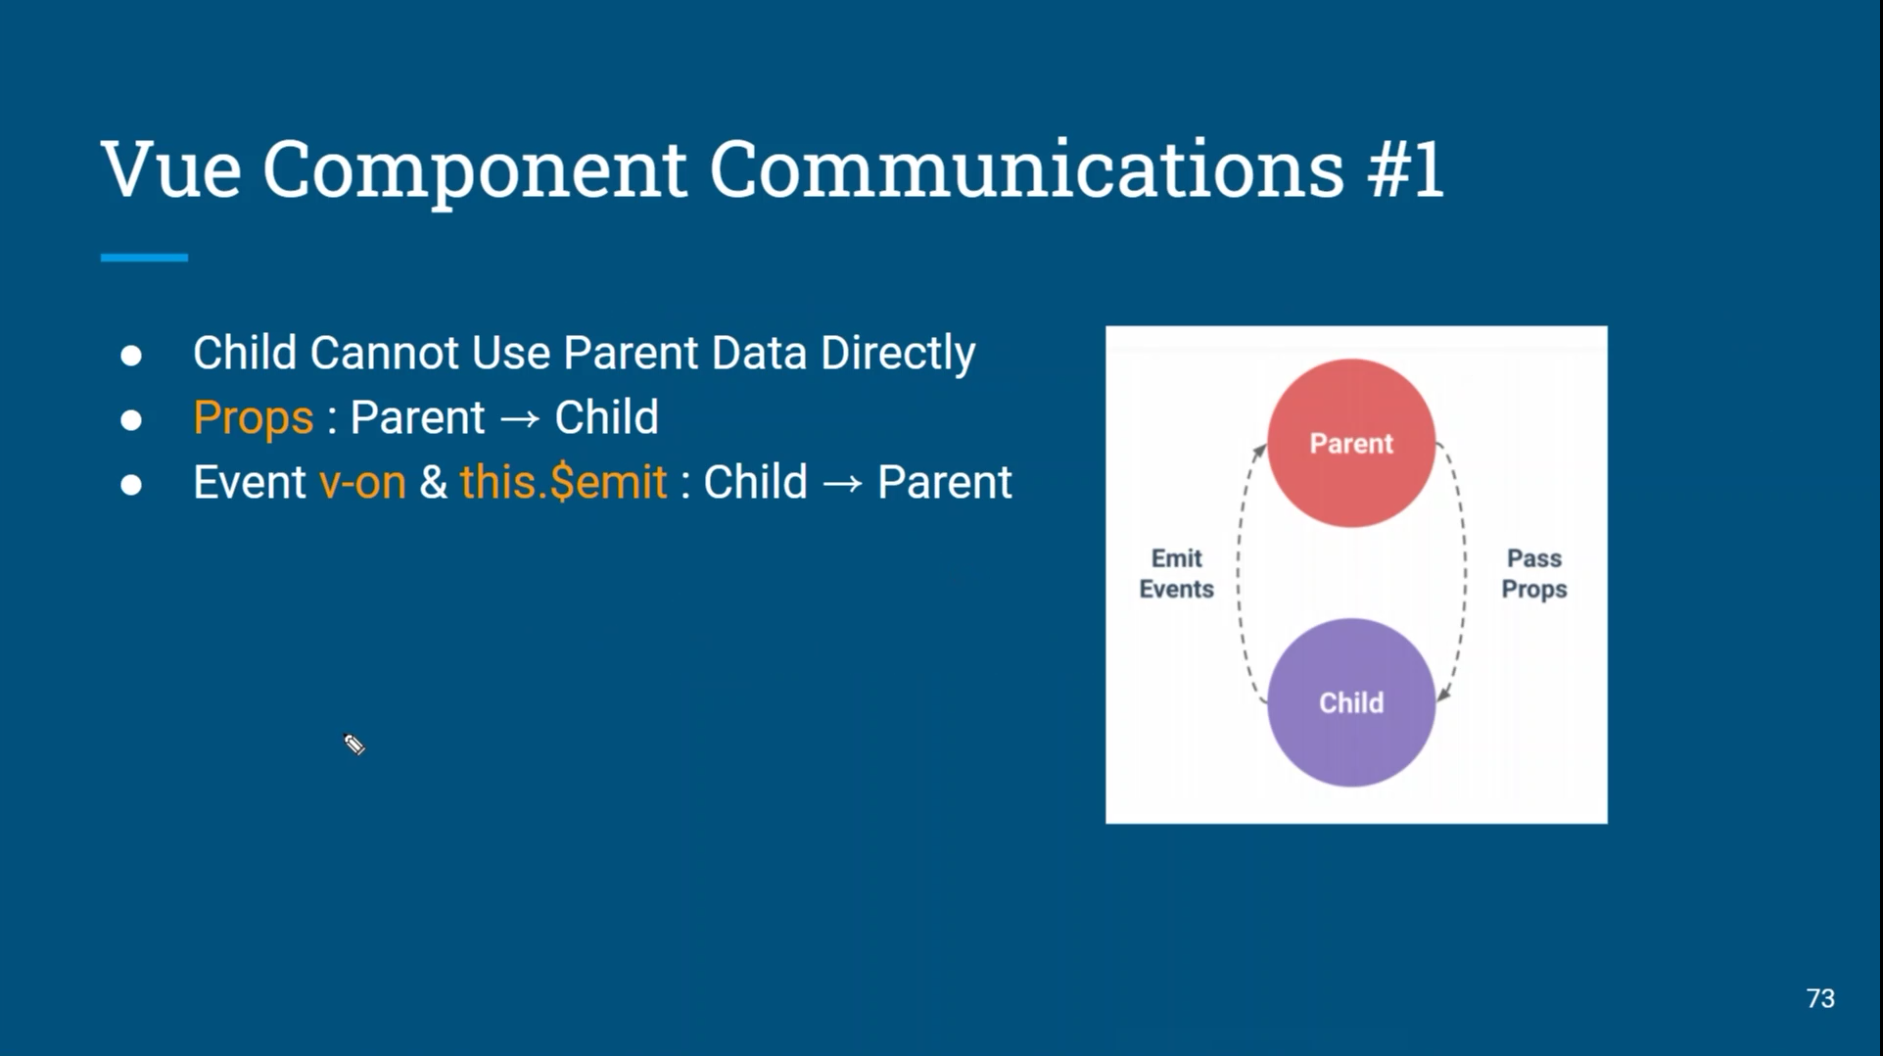 Vue Component Communications #1
● Child Cannot Use Parent Data Directly
● Props : Parent → Child
● Event v-on & this.$emit : Child → Parent
Parent
Emit
Events
Pass
Props
Child
73